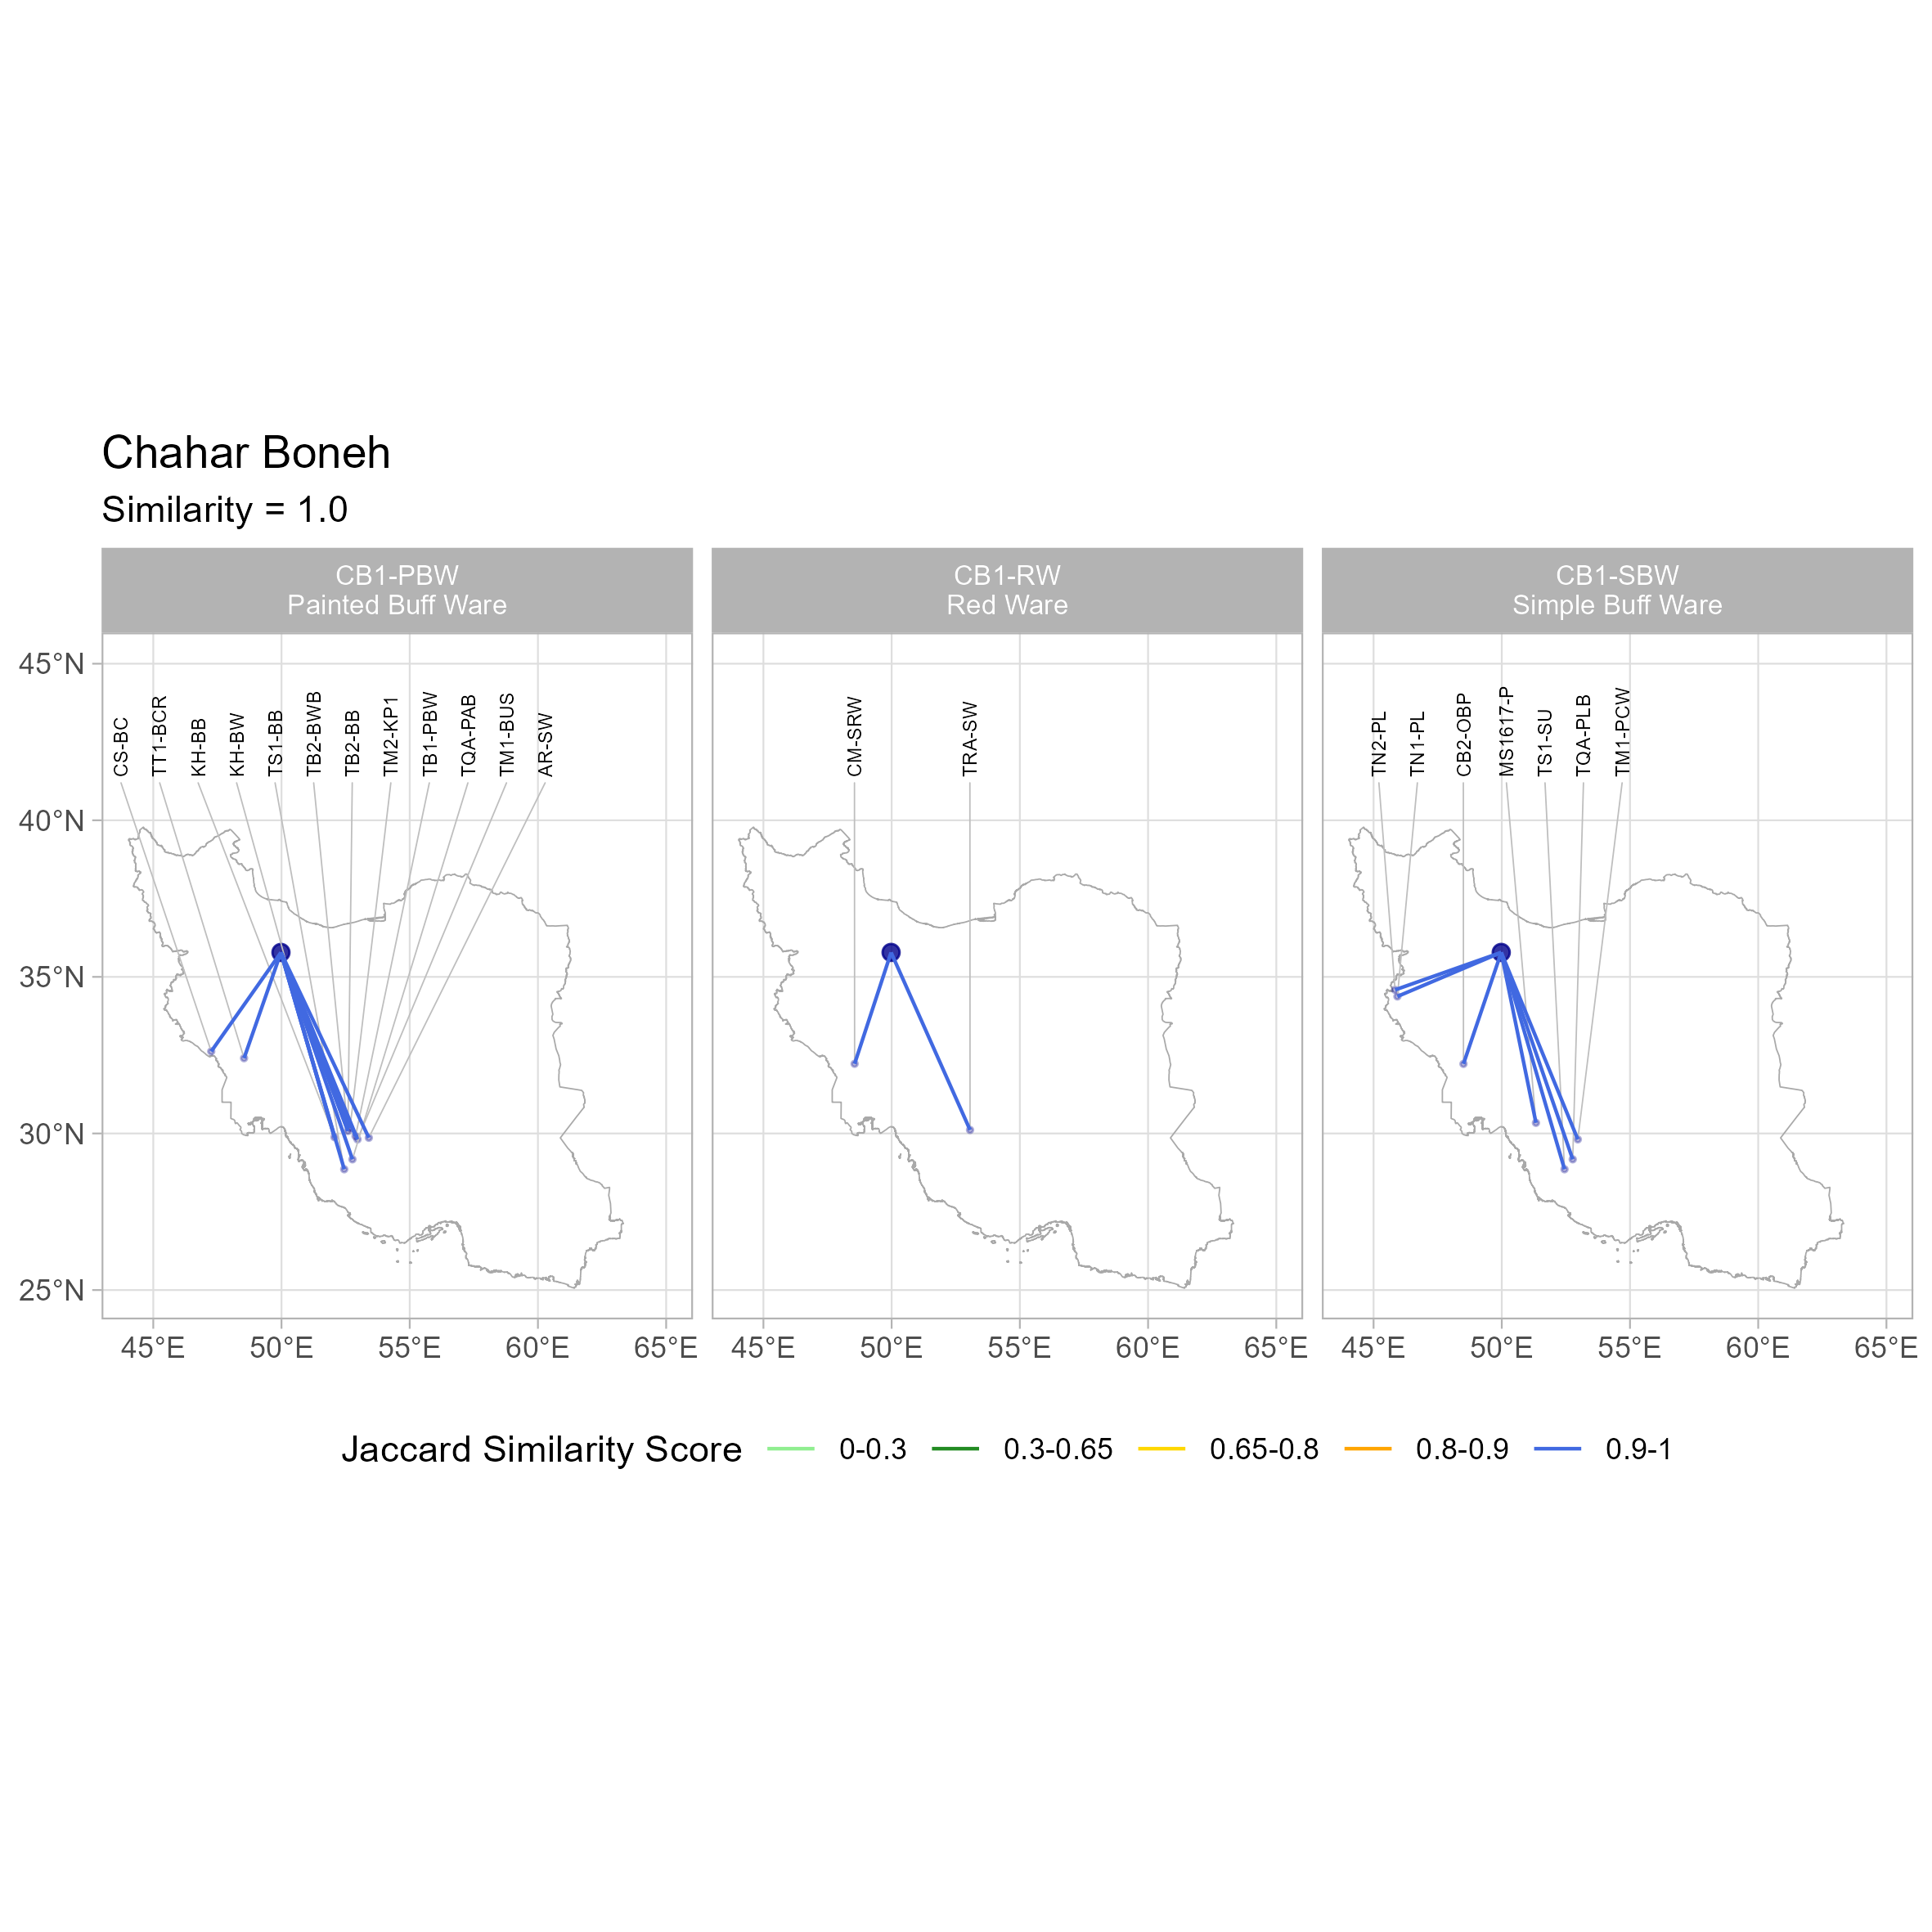 Chahar Boneh
Similarity = 1.0
CB1-PBW
Painted Buff Ware
CB1-RW
Red Ware
CB1-SBW
Simple Buff Ware
45°N
40°N
35°N
30°N
25°N
CS-BC
TT1-BCR
KH-BB
KH-BW
TS1-BB
TB2-BWB
TB2-BB
TM2-KP1
TB1-PBW
TQA-PAB
TM1-BUS
AR-SW
CM-SRW
TRA-SW
TN2-PL
TN1-PL
CB2-OBP
MS1617-P
TS1-SU
TQA-PLB
TM1-PCW
45°E 50°E 55°E 60°E 65°E
45°E 50°E 55°E 60°E 65°E
45°E 50°E 55°E 60°E 65°E
Jaccard Similarity Score 0-0.3 0.3-0.65 0.65-0.8 0.8-0.9 0.9-1